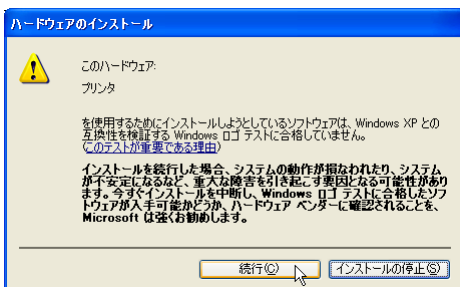 ハードウェアのインストール
このハードウェア:
プリンタ
を使用するためにインストールしようとしているソフトウェアは、Windows XP との
互換性を検証する Windows ロゴ テストに合格していません。
(このテストが重要である理由)
インストールを続行した場合、システムの動作が損なわれたり、システム
が不安定になるなど、重大な障害を引き起こす要因となる可能性があり
ます。今すぐインストールを中断し、Windows ロゴ テストに合格したソフ
トウェアが入手可能かどうか、ハードウェア ベンダーに確認されることを、
Microsoft は強くお勧めします。
続行(C) インストールの停止(S)